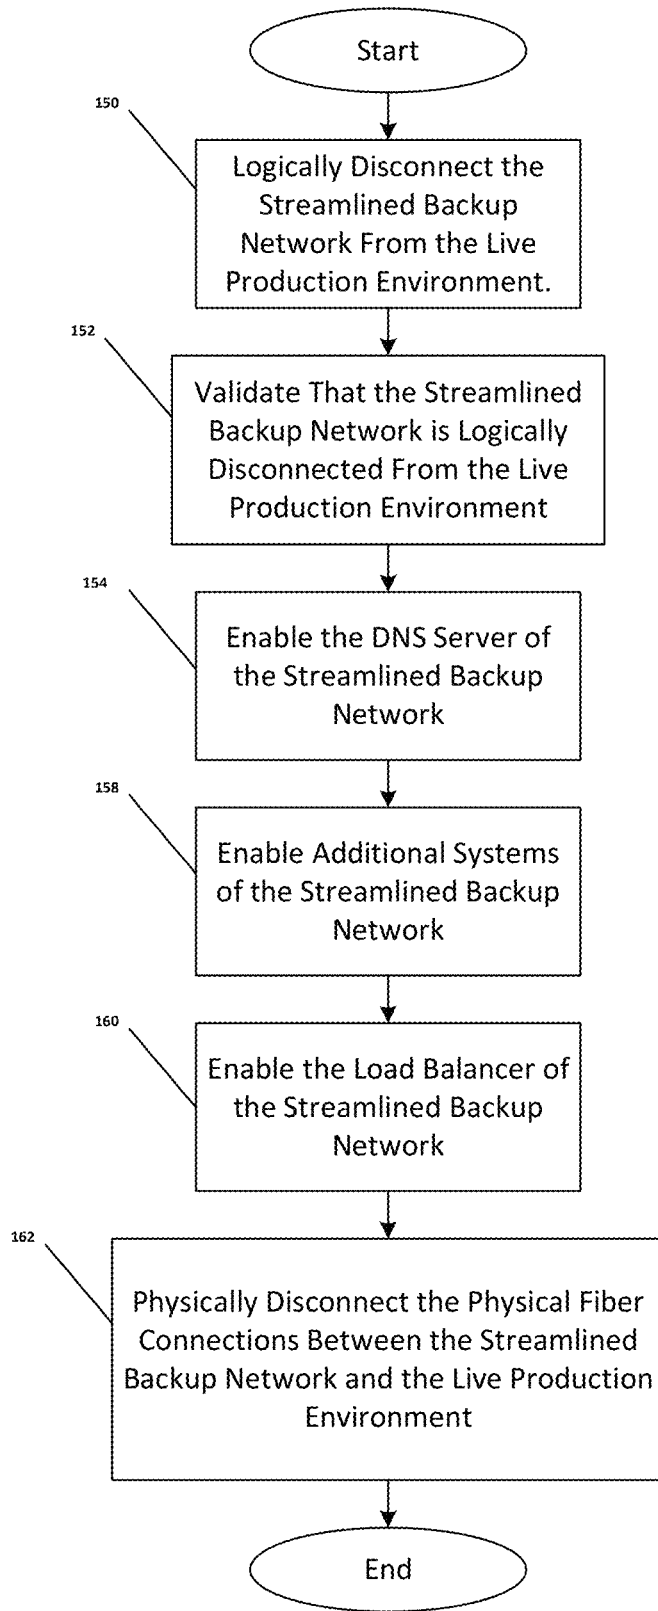 Start
150
Logically Disconnect the
Streamlined Backup
Network From the Live
Production Environment.
152
Validate That the Streamlined
Backup Network is Logically
Disconnected From the Live
Production Environment
154
Enable the DNS Server of
the Streamlined Backup
Network
158
Enable Additional Systems
of the Streamlined Backup
Network
160
Enable the Load Balancer of
the Streamlined Backup
Network
162
Physically Disconnect the Physical Fiber
Connections Between the Streamlined
Backup Network and the Live Production
Environment
End